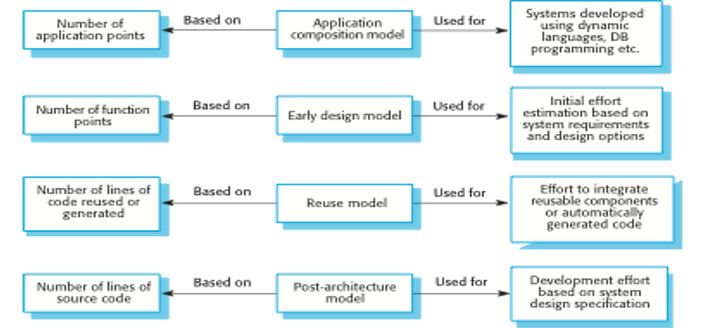 Number of
application points
Based on
Application
composition model
Used for
Systems developed
using dynamic
languages, DB
programming etc.
Number of function
points
Based on
Early design model
Used for
Initial effort
estimation based on
system requirements
and design options
Number of lines of
code reused or
generated
Based on
Reuse model
Used for
Effort to integrate
reusable components
or automatically
generated code
Number of lines of
source code
Based on
Post-architecture
model
Used for
Development effort
based on system
design specification